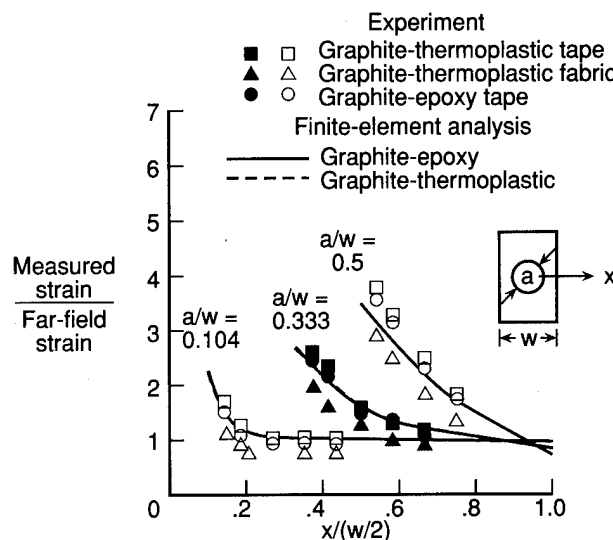 Experiment
Graphite-thermoplastic tape
Graphite-thermoplastic fabric
Graphite-epoxy tape
Finite-element analysis
Graphite-epoxy
Graphite-thermoplastic
7
6
5
4
3
2
1
0
Measured
strain
Far-field
strain
a/w =
0.104
a/w =
0.333
a/w =
0.5
a
x
w
.2
.4
.6
.8
1.0
x/(w/2)